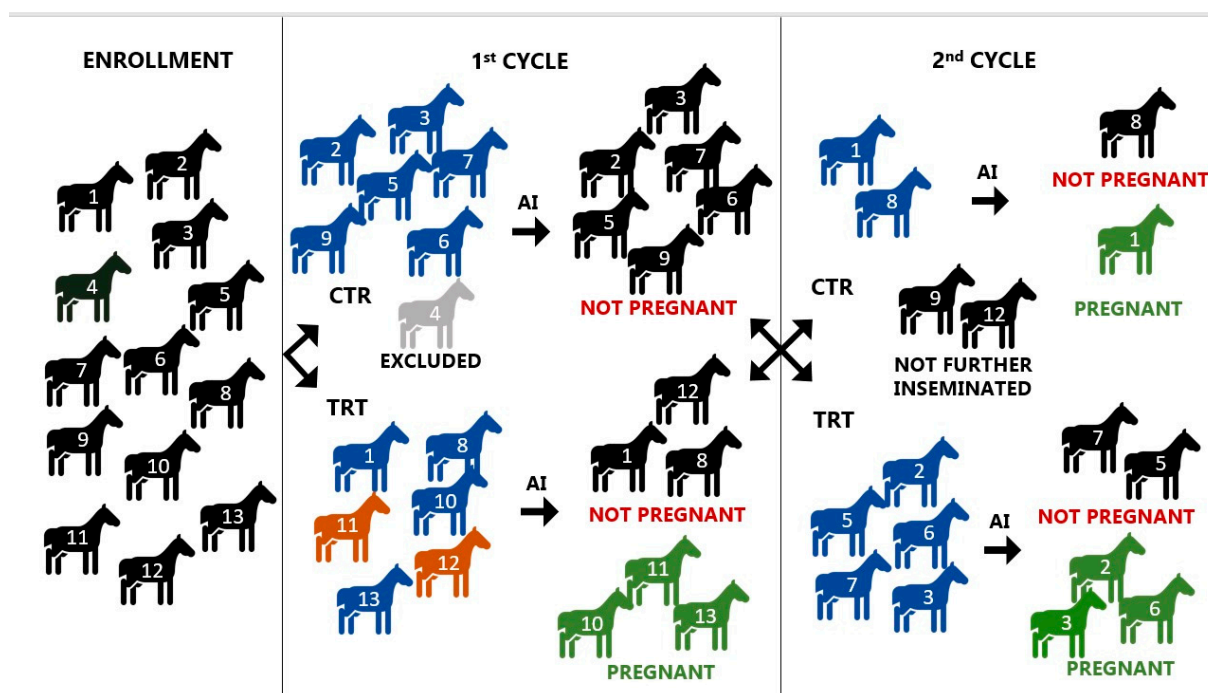 ENROLLMENT
1
2
3
4
5
6
7
8
9
10
11
12
13
1st CYCLE
2
3
5
7
9
6
CTR
4
EXCLUDED
AI
3
2
7
6
5
9
NOT PREGNANT
TRT
1
8
10
11
12
13
AI
12
1
8
NOT PREGNANT
11
10
13
PREGNANT
2nd CYCLE
1
8
AI
8
NOT PREGNANT
1
PREGNANT
CTR
9
12
NOT FURTHER
INSEMINATED
TRT
2
5
6
7
3
AI
7
5
NOT PREGNANT
2
6
3
PREGNANT